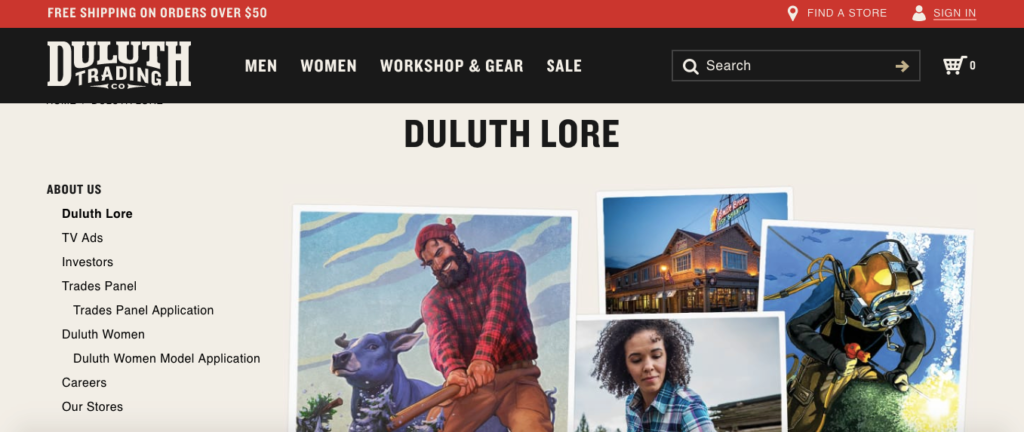 FREE SHIPPING ON ORDERS OVER $50
FIND A STORE
SIGN IN
DULUTH
TRADING
CO
MEN
WOMEN
WORKSHOP & GEAR
SALE
Search
0
DULUTH LORE
ABOUT US
Duluth Lore
TV Ads
Investors
Trades Panel
Trades Panel Application
Duluth Women
Duluth Women Model Application
Careers
Our Stores